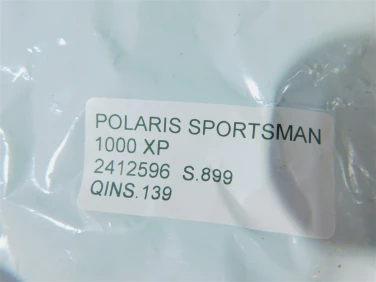 POLARIS SPORTSMAN
1000 XP
2412596 S.899
QINS.139